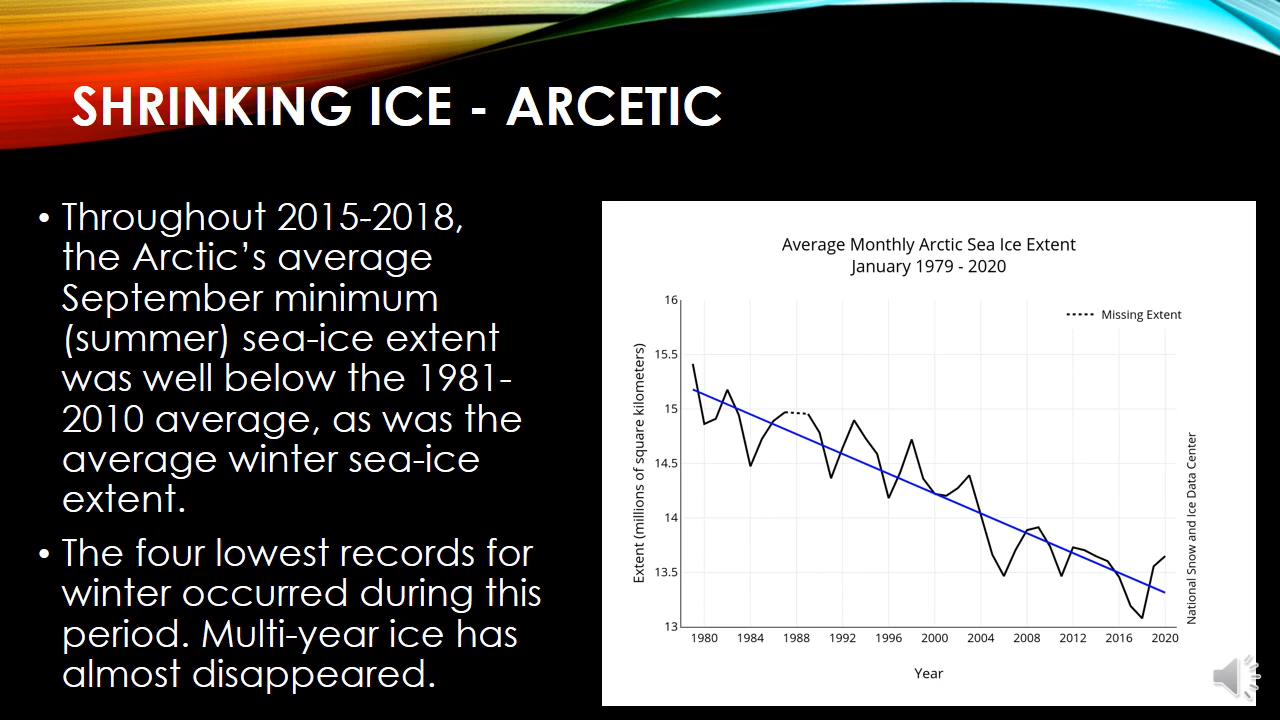 SHRINKING ICE - ARCETIC
• Throughout 2015-2018,
the Arctic’s average
September minimum
(summer) sea-ice extent
was well below the 1981-
2010 average, as was the
average winter sea-ice
extent.
• The four lowest records for
winter occurred during this
period. Multi-year ice has
almost disappeared.
Average Monthly Arctic Sea Ice Extent
January 1979 - 2020
Missing Extent
Extent (millions of square kilometers)
16
15.5
15
14.5
14
13.5
13
1980 1984 1988 1992 1996 2000 2004 2008 2012 2016 2020
Year
National Snow and Ice Data Center